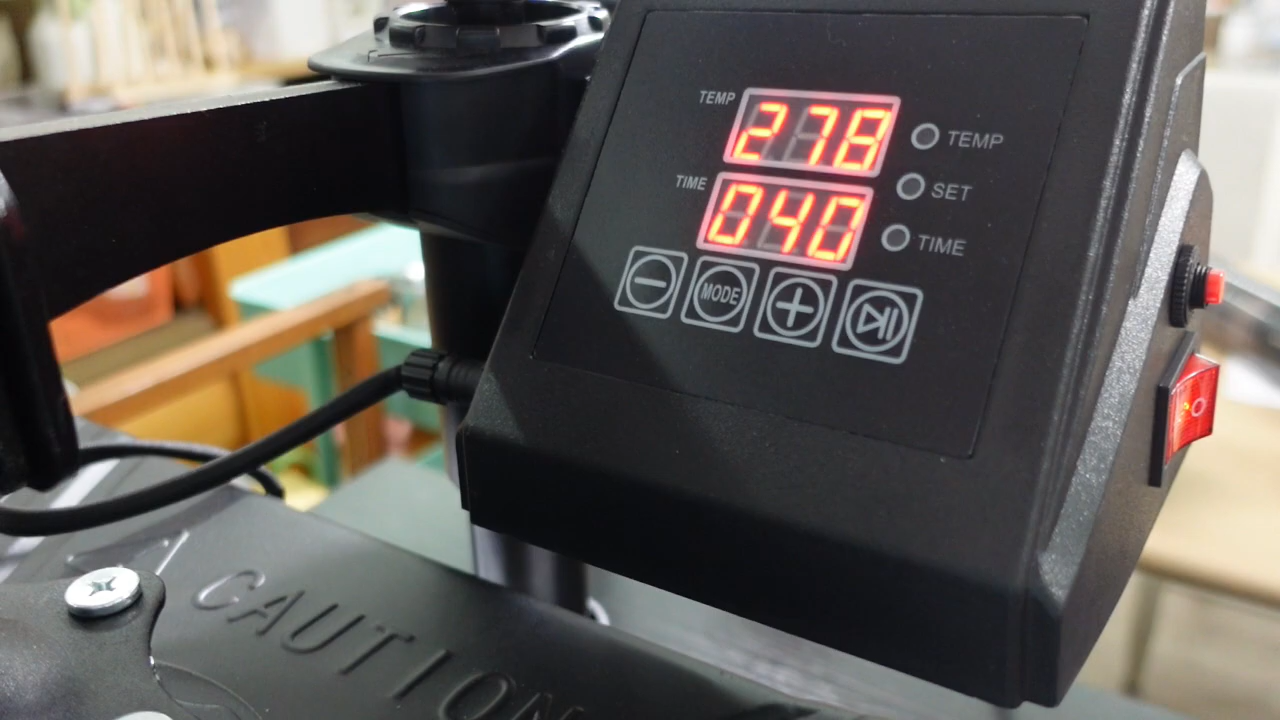 TEMP 278 TEMP
SET
TIME 040 TIME
MODE
CAUTION